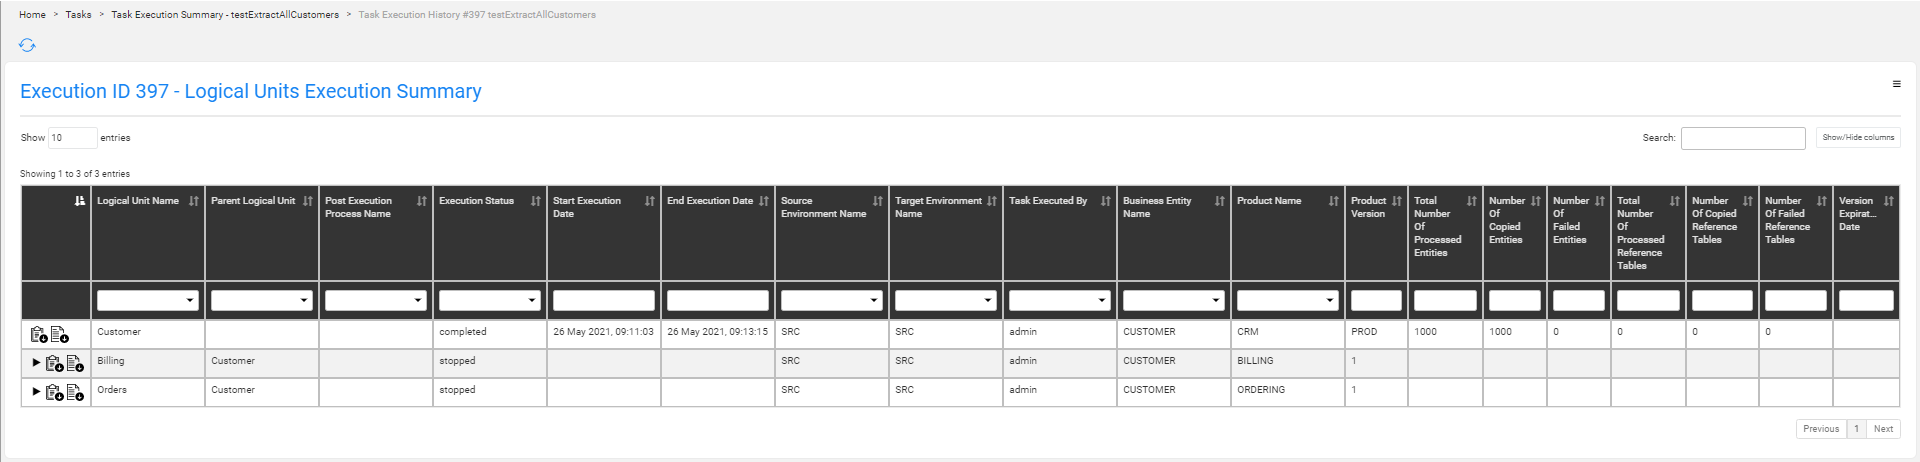 Home > Tasks > Task Execution Summary - testExtractAllCustomers > Task Execution History #397 testExtractAllCustomers
Execution ID 397 - Logical Units Execution Summary
Show 10 entries
Search:
Show/Hide columns
Showing 1 to 3 of 3 entries
Logical Unit Name
Parent Logical Unit
Post Execution
Process Name
Execution Status
Start Execution
Date
End Execution Date
Source
Environment Name
Target Environment
Name
Task Executed By
Business Entity
Name
Product Name
Product
Version
Total
Number
Of
Processed
Entities
Number
Of
Copied
Entities
Number
Of
Failed
Entities
Total
Number
Of
Processed
Reference
Tables
Number
Of Copied
Reference
Tables
Number
Of Failed
Reference
Tables
Version
Expirat...
Date
Customer completed 26 May 2021, 09:11:03 26 May 2021, 09:13:15 SRC SRC admin CUSTOMER CRM PROD 1000 1000 0 0 0 0
Billing Customer stopped SRC SRC admin CUSTOMER BILLING 1
Orders Customer stopped SRC SRC admin CUSTOMER ORDERING 1
Previous 1 Next